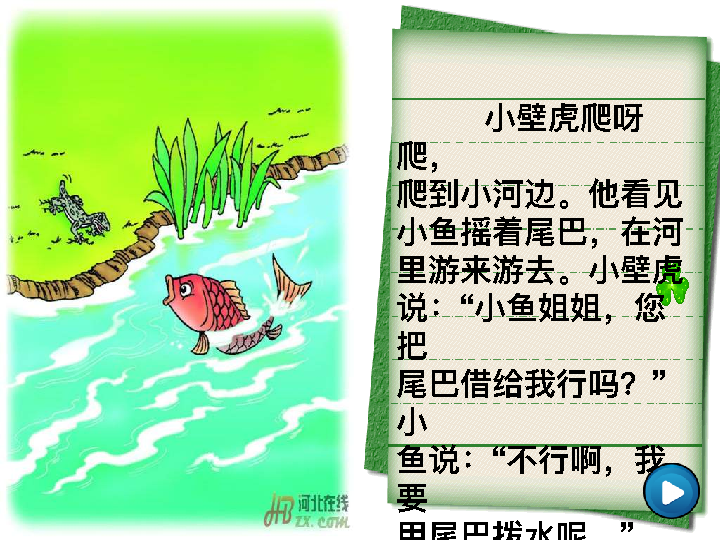 小壁虎爬呀
爬，
爬到小河边。他看见
小鱼摇着尾巴，在河
里游来游去。小壁虎
说：“小鱼姐姐，您
把
尾巴借给我行吗？”
小
鱼说：“不行啊，我
要
用尾巴拨水呢。”
HB 河北在线
ZX.com